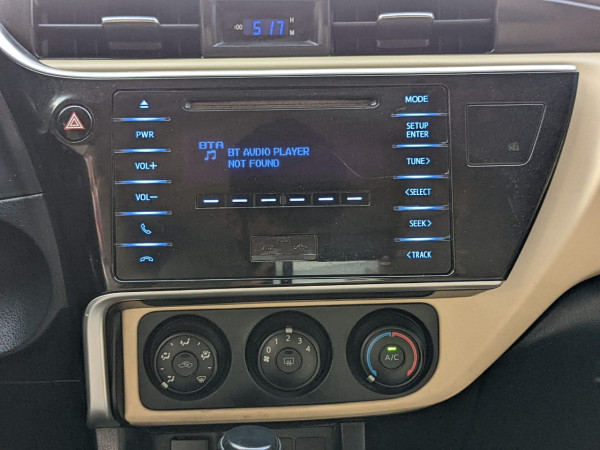 :00 5:17 H
M
MODE
PWR
SETUP
ENTER
BTA
BT AUDIO PLAYER
NOT FOUND
VOL+
TUNE>
VOL-
<SELECT
SEEK>
<TRACK
0 1 2 3 4
A/C